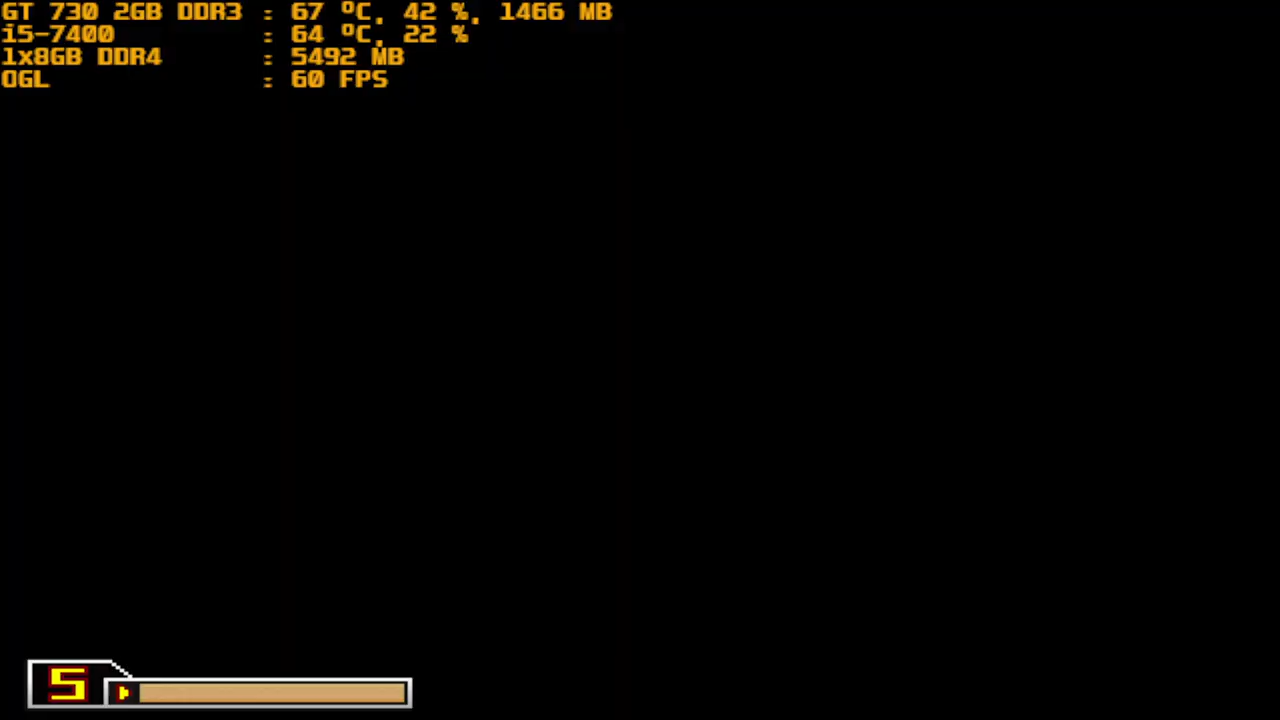 GT 730 2GB DDR3 : 67 ºC, 42 %, 1466 MB
i5-7400 : 64 ºC, 22 %
1x8GB DDR4 : 5492 MB
OGL : 60 FPS
S